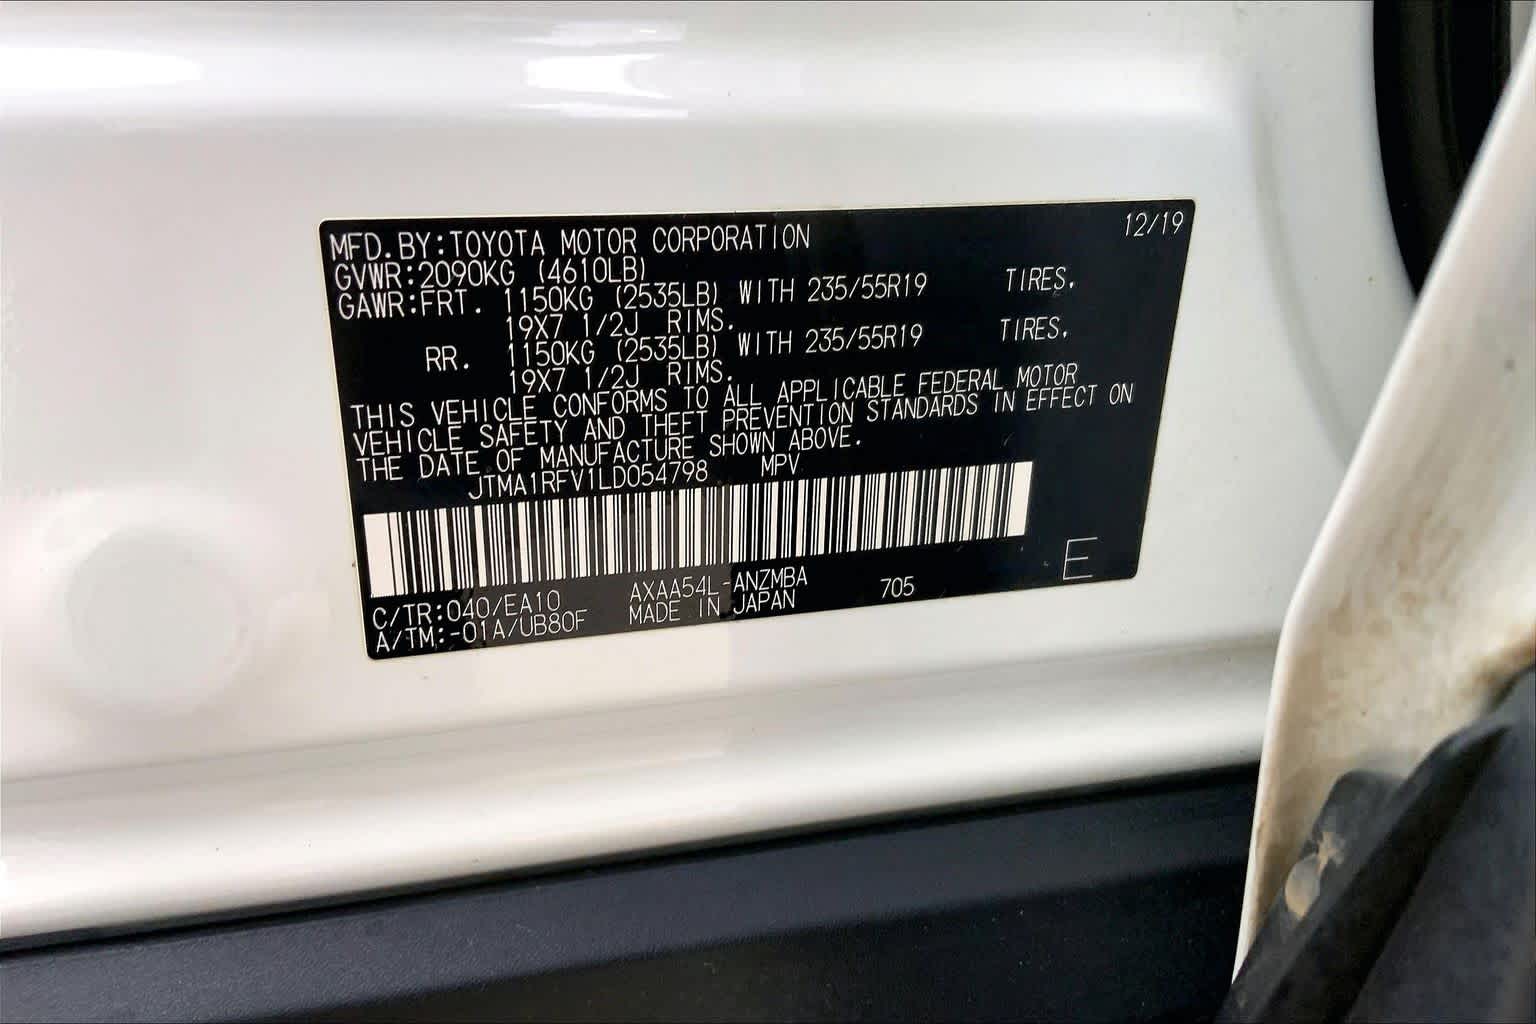 12/19
MFD.BY:TOYOTA MOTOR CORPORATION
GVWR:2090KG (4610LB)
GAWR:FRT. 1150KG (2535LB) WITH 235/55R19 TIRES.
19X7 1/2J RIMS.
RR. 1150KG (2535LB) WITH 235/55R19 TIRES.
19X7 1/2J RIMS.
THIS VEHICLE CONFORMS TO ALL APPLICABLE FEDERAL MOTOR
VEHICLE SAFETY AND THEFT PREVENTION STANDARDS IN EFFECT ON
THE DATE OF MANUFACTURE SHOWN ABOVE.
JTMA1RFV1LD054798 MPV
C/TR:040/EA10 AXAA54L-ANZMBA 705 E
A/TM:-01A/UB80F MADE IN JAPAN